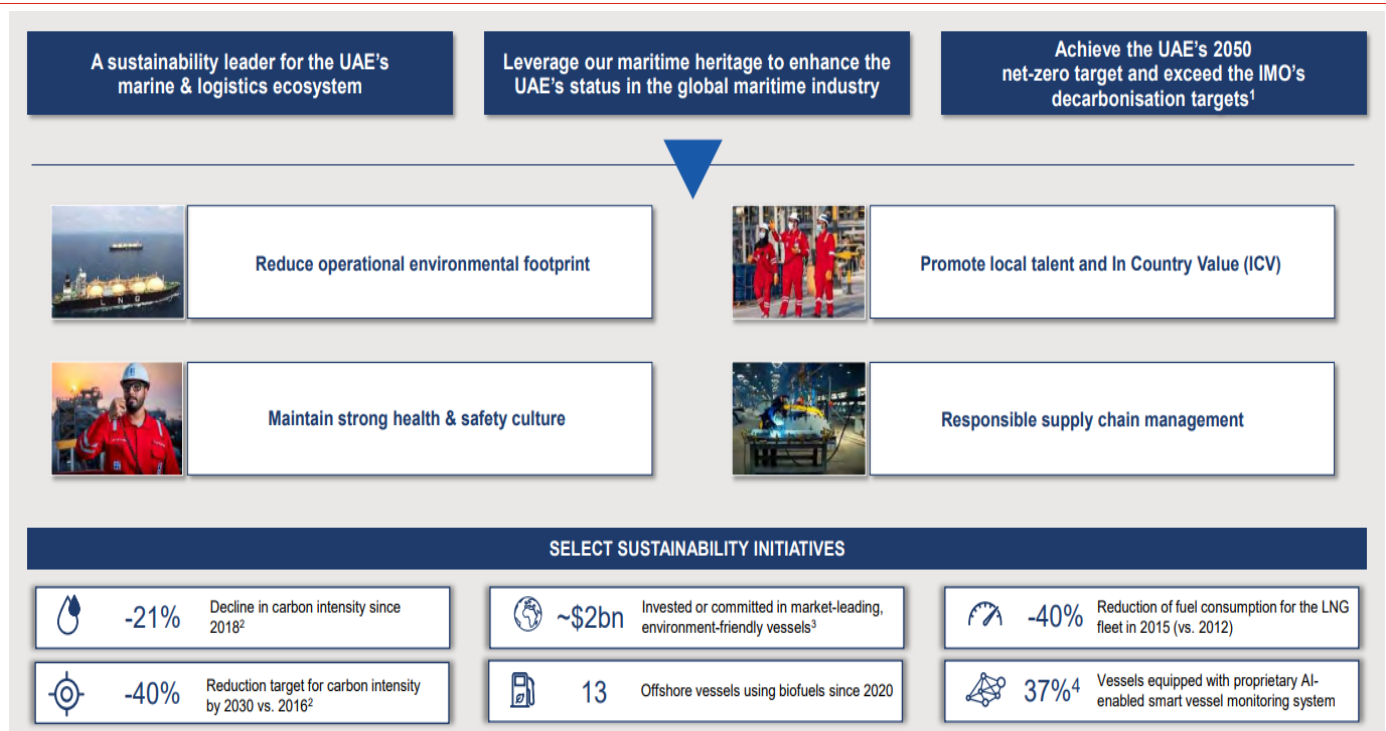 A sustainability leader for the UAE’s
marine & logistics ecosystem
Leverage our maritime heritage to enhance the
UAE’s status in the global maritime industry
Achieve the UAE’s 2050
net-zero target and exceed the IMO’s
decarbonisation targets¹
LNG
Reduce operational environmental footprint
Promote local talent and In Country Value (ICV)
Maintain strong health & safety culture
Responsible supply chain management
SELECT SUSTAINABILITY INITIATIVES
-21%
Decline in carbon intensity since
2018²
~$2bn
Invested or committed in market-leading,
environment-friendly vessels³
-40%
Reduction of fuel consumption for the LNG
fleet in 2015 (vs. 2012)
-40%
Reduction target for carbon intensity
by 2030 vs. 2016²
13
Offshore vessels using biofuels since 2020
37%⁴
Vessels equipped with proprietary AI-
enabled smart vessel monitoring system